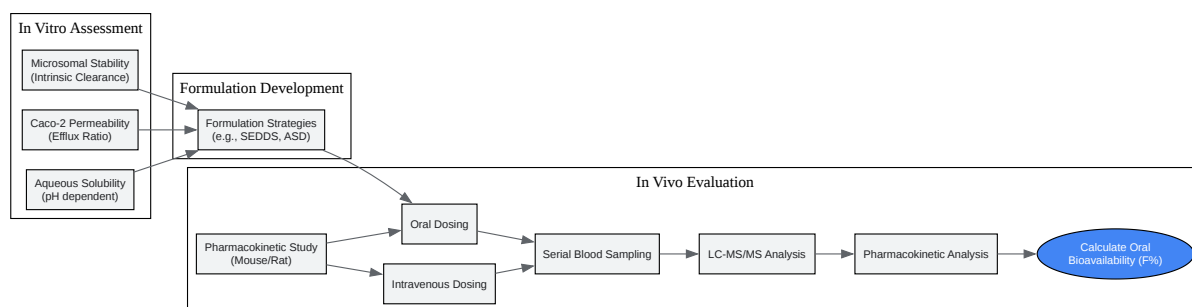 In Vitro Assessment
Microsomal Stability
(Intrinsic Clearance)
Caco-2 Permeability
(Efflux Ratio)
Aqueous Solubility
(pH dependent)
Formulation Development
Formulation Strategies
(e.g., SEDDS, ASD)
In Vivo Evaluation
Pharmacokinetic Study
(Mouse/Rat)
Oral Dosing
Intravenous Dosing
Serial Blood Sampling
LC-MS/MS Analysis
Pharmacokinetic Analysis
Calculate Oral
Bioavailability (F%)